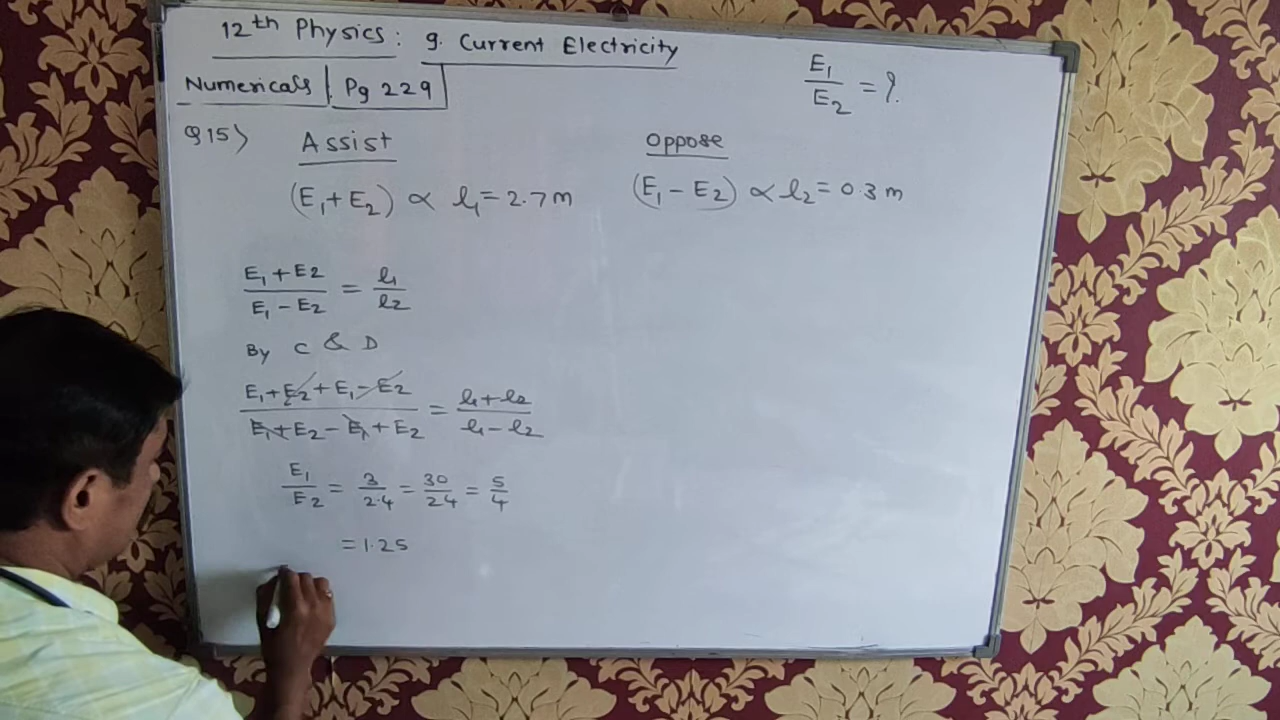 12th Physics: 9. Current Electricity
Numericals | Pg 229
E₁/E₂ = ?
Q15)
Assist
(E₁+E₂) ∝ l₁=2.7m
Oppose
(E₁-E₂) ∝ l₂=0.3m
E₁+E2/E₁-E₂ = l₁/l₂
By C & D
E₁+E₂+E₁-E₂/E₁+E₂-E₁+E₂ = l₁+l₂/l₁-l₂
E₁/E₂ = 3/2.4 = 30/24 = 5/4
=1.25